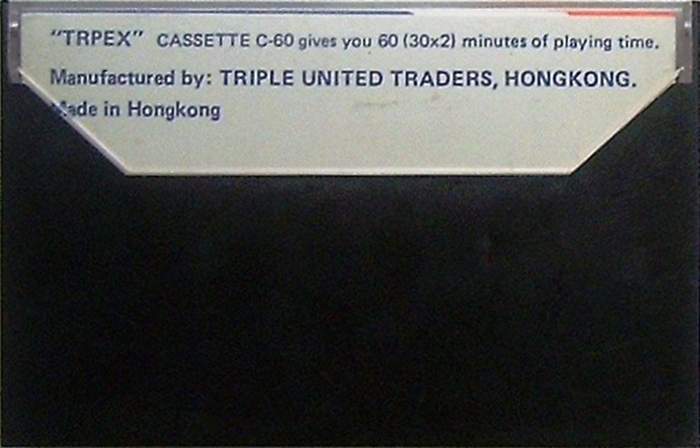 "TRPEX" CASSETTE C-60 gives you 60 (30x2) minutes of playing time.
Manufactured by: TRIPLE UNITED TRADERS, HONGKONG.
Made in Hongkong